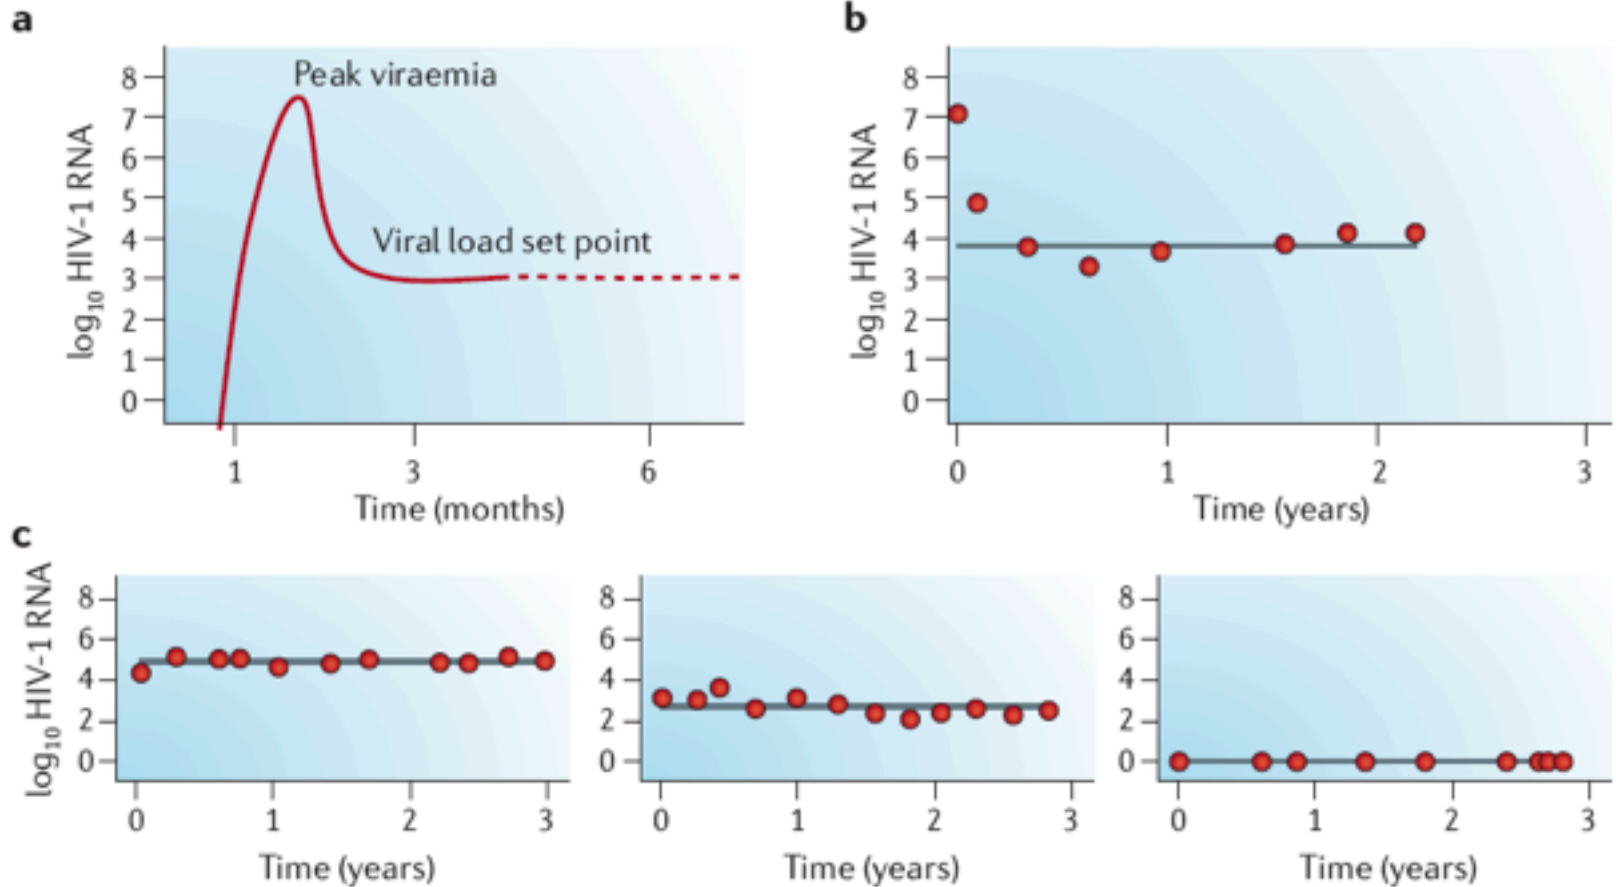 a
Peak viraemia
Viral load set point
log10 HIV-1 RNA
8
7
6
5
4
3
2
1
0
1 3 6
Time (months)
b
log10 HIV-1 RNA
8
7
6
5
4
3
2
1
0
0 1 2 3
Time (years)
c
log10 HIV-1 RNA
8
6
4
2
0
0 1 2 3
Time (years)
8
6
4
2
0
0 1 2 3
Time (years)
8
6
4
2
0
0 1 2 3
Time (years)